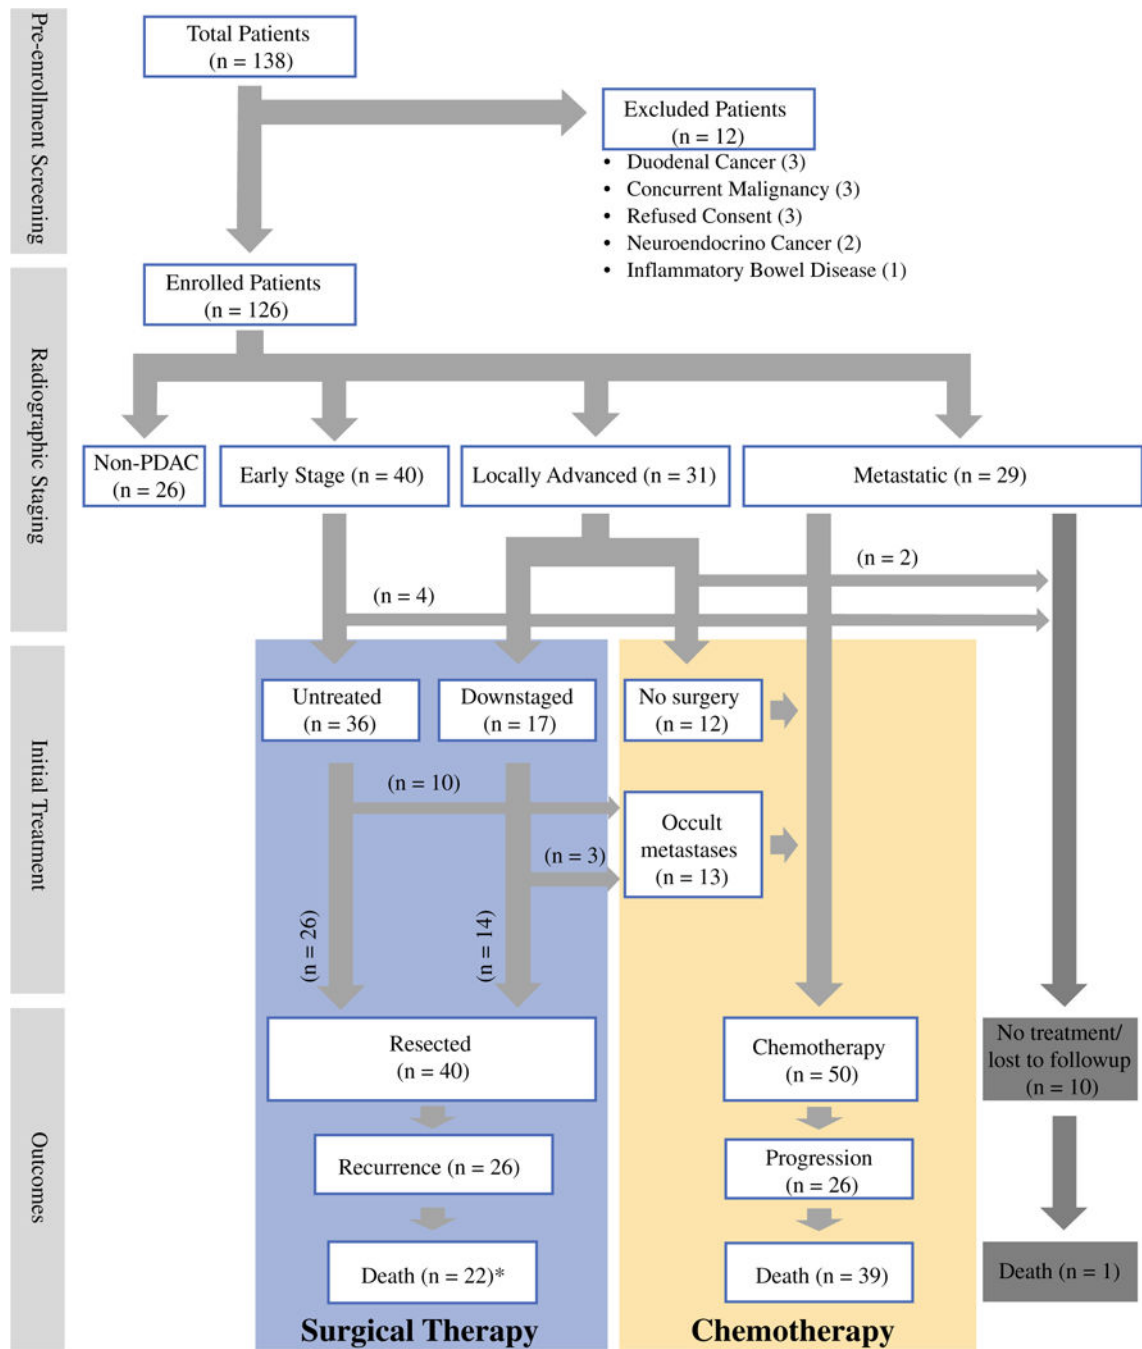 Pre-enrollment Screening
Total Patients
(n = 138)
Excluded Patients
(n = 12)
• Duodenal Cancer (3)
• Concurrent Malignancy (3)
• Refused Consent (3)
• Neuroendocrino Cancer (2)
• Inflammatory Bowel Disease (1)
Enrolled Patients
(n = 126)
Radiographic Staging
Non-PDAC
(n = 26)
Early Stage (n = 40)
Locally Advanced (n = 31)
Metastatic (n = 29)
(n = 2)
(n = 4)
Initial Treatment
Untreated
(n = 36)
Downstaged
(n = 17)
No surgery
(n = 12)
(n = 10)
Occult
metastases
(n = 13)
(n = 3)
(n = 26)
(n = 14)
Outcomes
Resected
(n = 40)
Chemotherapy
(n = 50)
No treatment/
lost to followup
(n = 10)
Recurrence (n = 26)
Progression
(n = 26)
Death (n = 22)*
Death (n = 39)
Death (n = 1)
Surgical Therapy
Chemotherapy